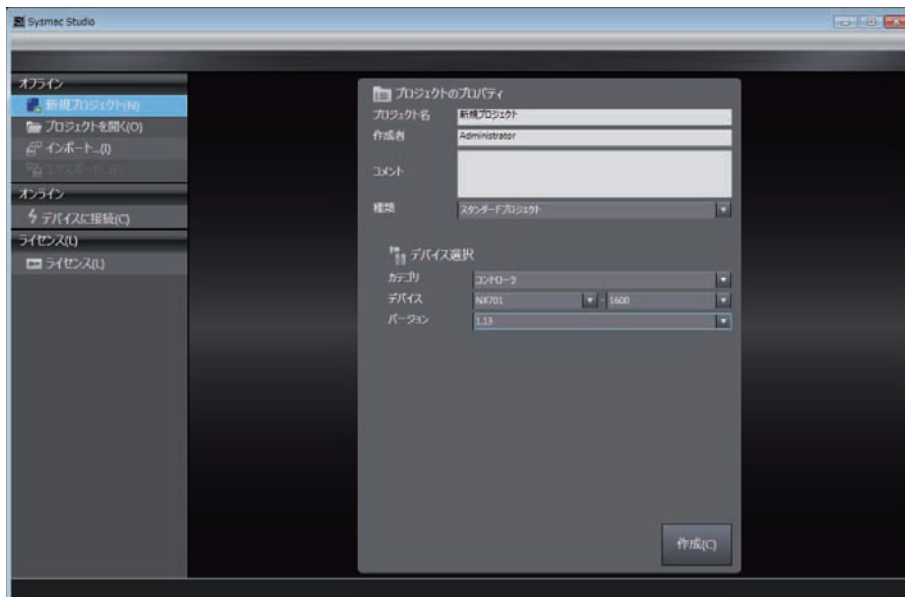 Sysmac Studio
オフライン
新規プロジェクト(N)
プロジェクトを開く(O)
インポート...(I)
エクスポート...(E)
オンライン
デバイスに接続(C)
ライセンス(L)
ライセンス(L)
プロジェクトのプロパティ
プロジェクト名 新規プロジェクト
作成者 Administrator
コメント
種類 スタンダードプロジェクト
デバイス選択
カテゴリ コントローラ
デバイス NX701 - 1600
バージョン 1.13
作成(C)